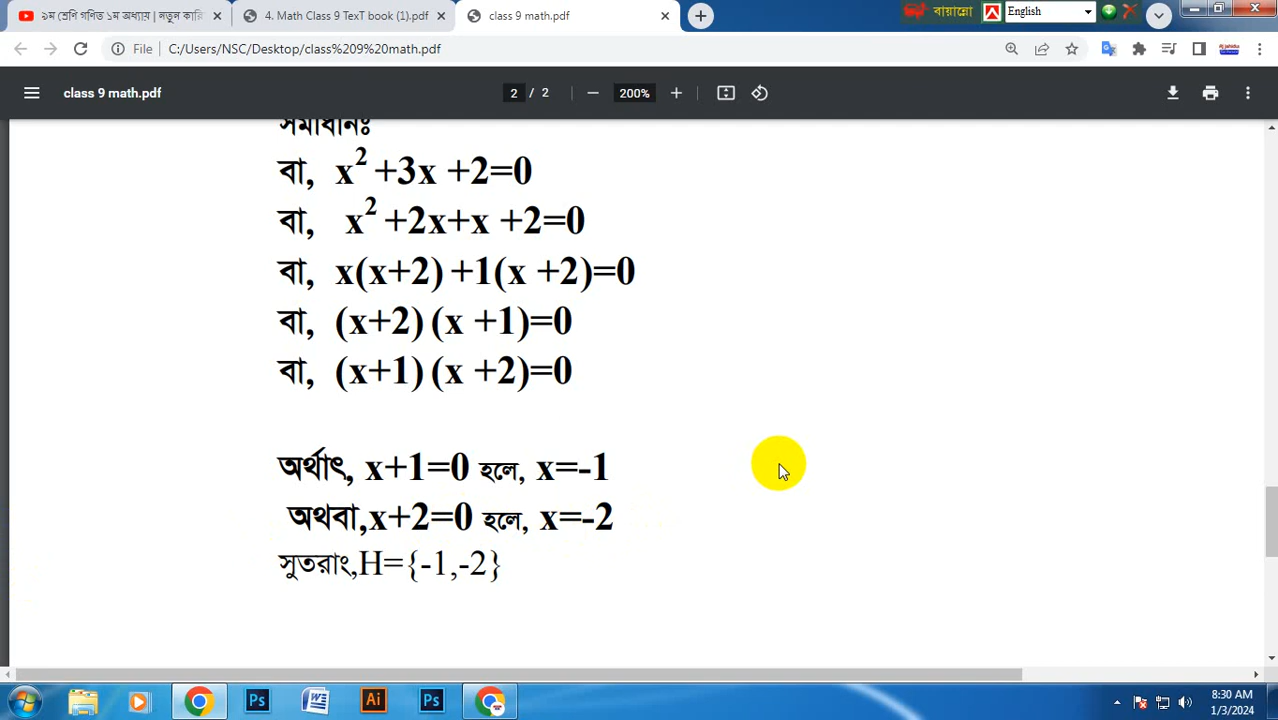 ৯ম শ্রেণি গণিত ১ম অধ্যায় | নতুন কারি
4. Math Class 9 TexT book (1).pdf
class 9 math.pdf
বায়ান্নো
English
File
C:/Users/NSC/Desktop/class%209%20math.pdf
class 9 math.pdf
2 / 2
200%
সমাধানঃ
বা, x² +3x +2=0
বা, x² +2x+x +2=0
বা, x(x+2) +1(x +2)=0
বা, (x+2) (x +1)=0
বা, (x+1) (x +2)=0
অর্থাৎ, x+1=0 হলে, x=-1
অথবা,x+2=0 হলে, x=-2
সুতরাং,H={-1,-2}
Ps
W
Ai
Ps
8:30 AM
1/3/2024